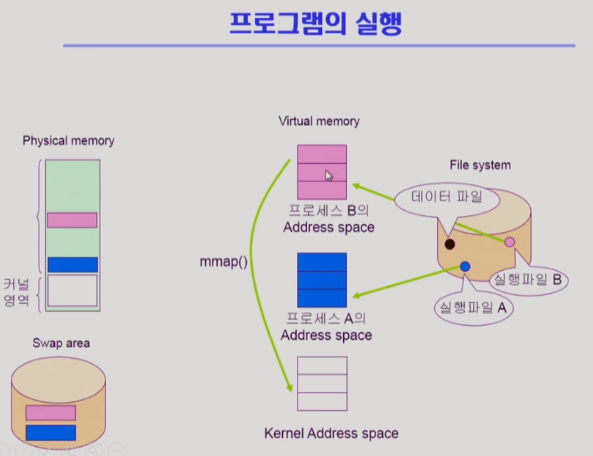 프로그램의 실행
Virtual memory
Physical memory
File system
데이터 파일
프로세스 B의
Address space
mmap()
실행파일 B
커널
영역
실행파일 A
프로세스 A의
Address space
Swap area
Kernel Address space